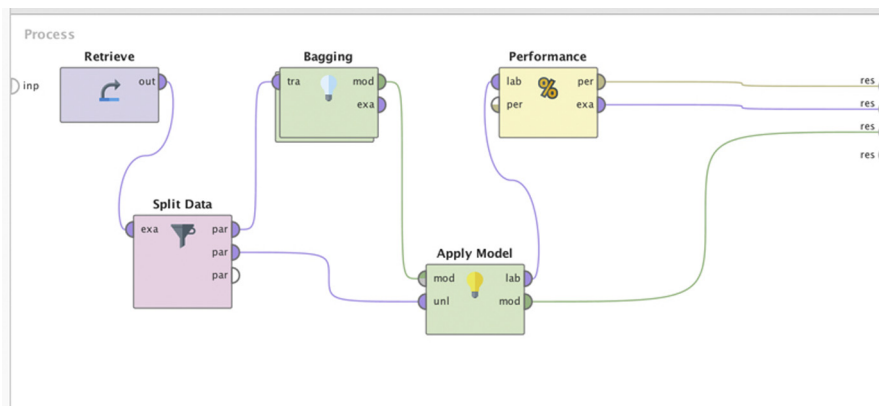 Process
Retrieve
inp
out
Bagging
tra
mod
exa
Performance
lab
per
%
per
exa
res
res
res
res
Split Data
exa
par
par
par
Apply Model
mod
lab
unl
mod